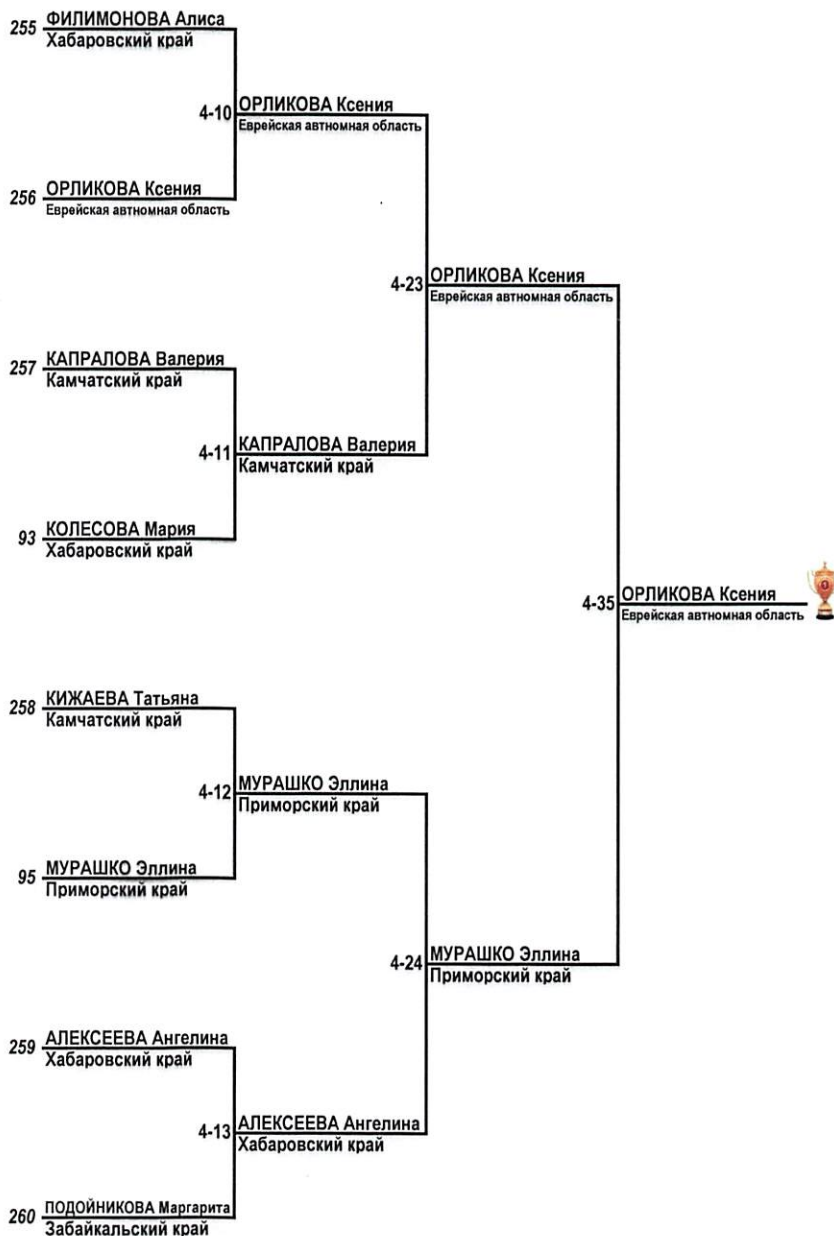 255 ФИЛИМОНОВА Алиса
Хабаровский край
4-10 ОРЛИКОВА Ксения
Еврейская автномная область
256 ОРЛИКОВА Ксения
Еврейская автномная область
4-23 ОРЛИКОВА Ксения
Еврейская автномная область
257 КАПРАЛОВА Валерия
Камчатский край
4-11 КАПРАЛОВА Валерия
Камчатский край
93 КОЛЕСОВА Мария
Хабаровский край
4-35 ОРЛИКОВА Ксения
Еврейская автномная область
258 КИЖАЕВА Татьяна
Камчатский край
4-12 МУРАШКО Эллина
Приморский край
95 МУРАШКО Эллина
Приморский край
4-24 МУРАШКО Эллина
Приморский край
259 АЛЕКСЕЕВА Ангелина
Хабаровский край
4-13 АЛЕКСЕЕВА Ангелина
Хабаровский край
260 ПОДОЙНИКОВА Маргарита
Забайкальский край